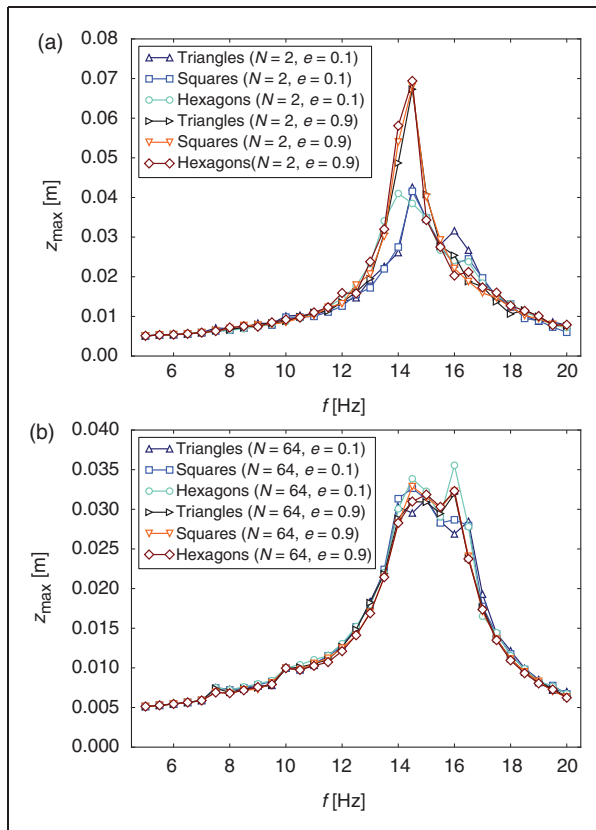 (a)
0.08
0.07
0.06
0.05
0.04
0.03
0.02
0.01
0.00
z_max [m]
Triangles (N = 2, e = 0.1)
Squares (N = 2, e = 0.1)
Hexagons (N = 2, e = 0.1)
Triangles (N = 2, e = 0.9)
Squares (N = 2, e = 0.9)
Hexagons(N = 2, e = 0.9)
6 8 10 12 14 16 18 20
f [Hz]
(b)
0.040
0.035
0.030
0.025
0.020
0.015
0.010
0.005
0.000
z_max [m]
Triangles (N = 64, e = 0.1)
Squares (N = 64, e = 0.1)
Hexagons (N = 64, e = 0.1)
Triangles (N = 64, e = 0.9)
Squares (N = 64, e = 0.9)
Hexagons (N = 64, e = 0.9)
6 8 10 12 14 16 18 20
f [Hz]